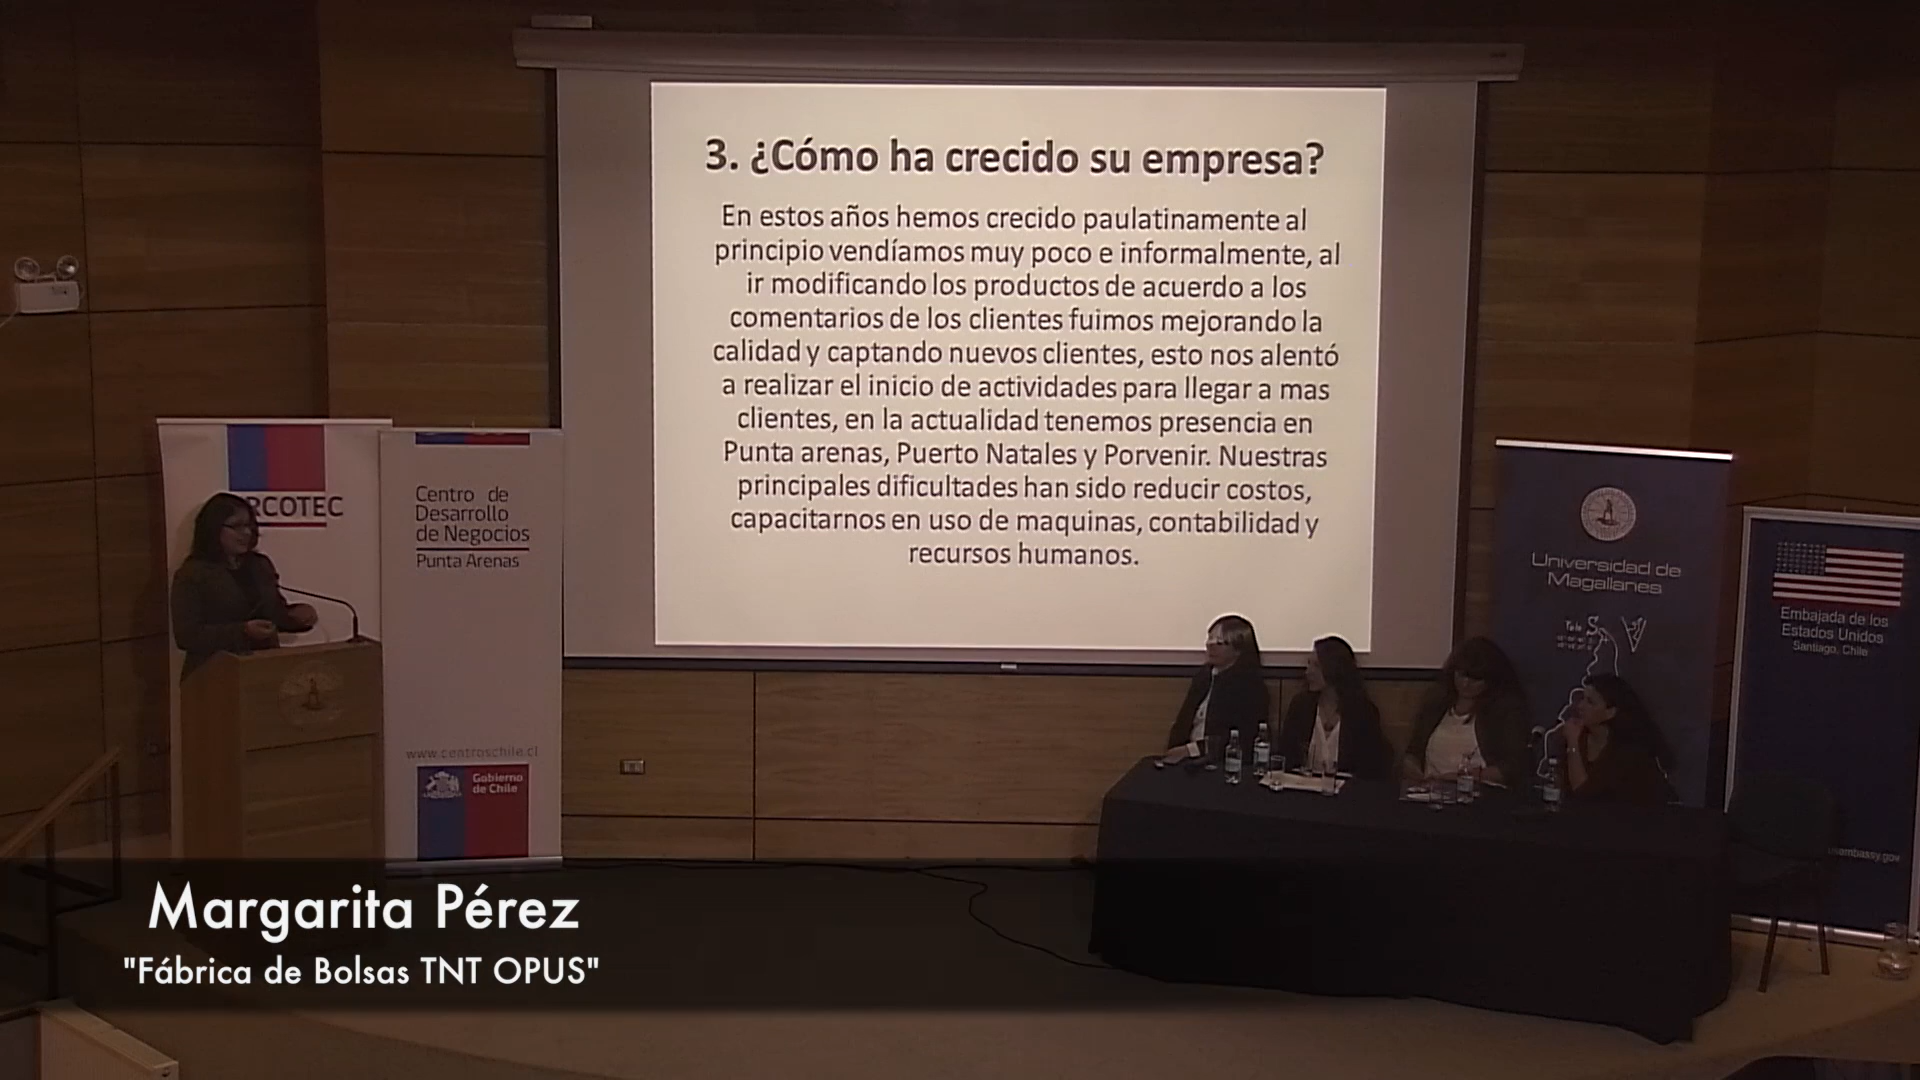 3. ¿Cómo ha crecido su empresa?
En estos años hemos crecido paulatinamente al
principio vendíamos muy poco e informalmente, al
ir modificando los productos de acuerdo a los
comentarios de los clientes fuimos mejorando la
calidad y captando nuevos clientes, esto nos alentó
a realizar el inicio de actividades para llegar a mas
clientes, en la actualidad tenemos presencia en
Punta arenas, Puerto Natales y Porvenir. Nuestras
principales dificultades han sido reducir costos,
capacitarnos en uso de maquinas, contabilidad y
recursos humanos.
RCOTEC
Centro de
Desarrollo
de Negocios
Punta Arenas
www.centroschile.cl
Gobierno
de Chile
Universidad de
Magallanes
Embajada de los
Estados Unidos
Santiago, Chile
Margarita Pérez
"Fábrica de Bolsas TNT OPUS"